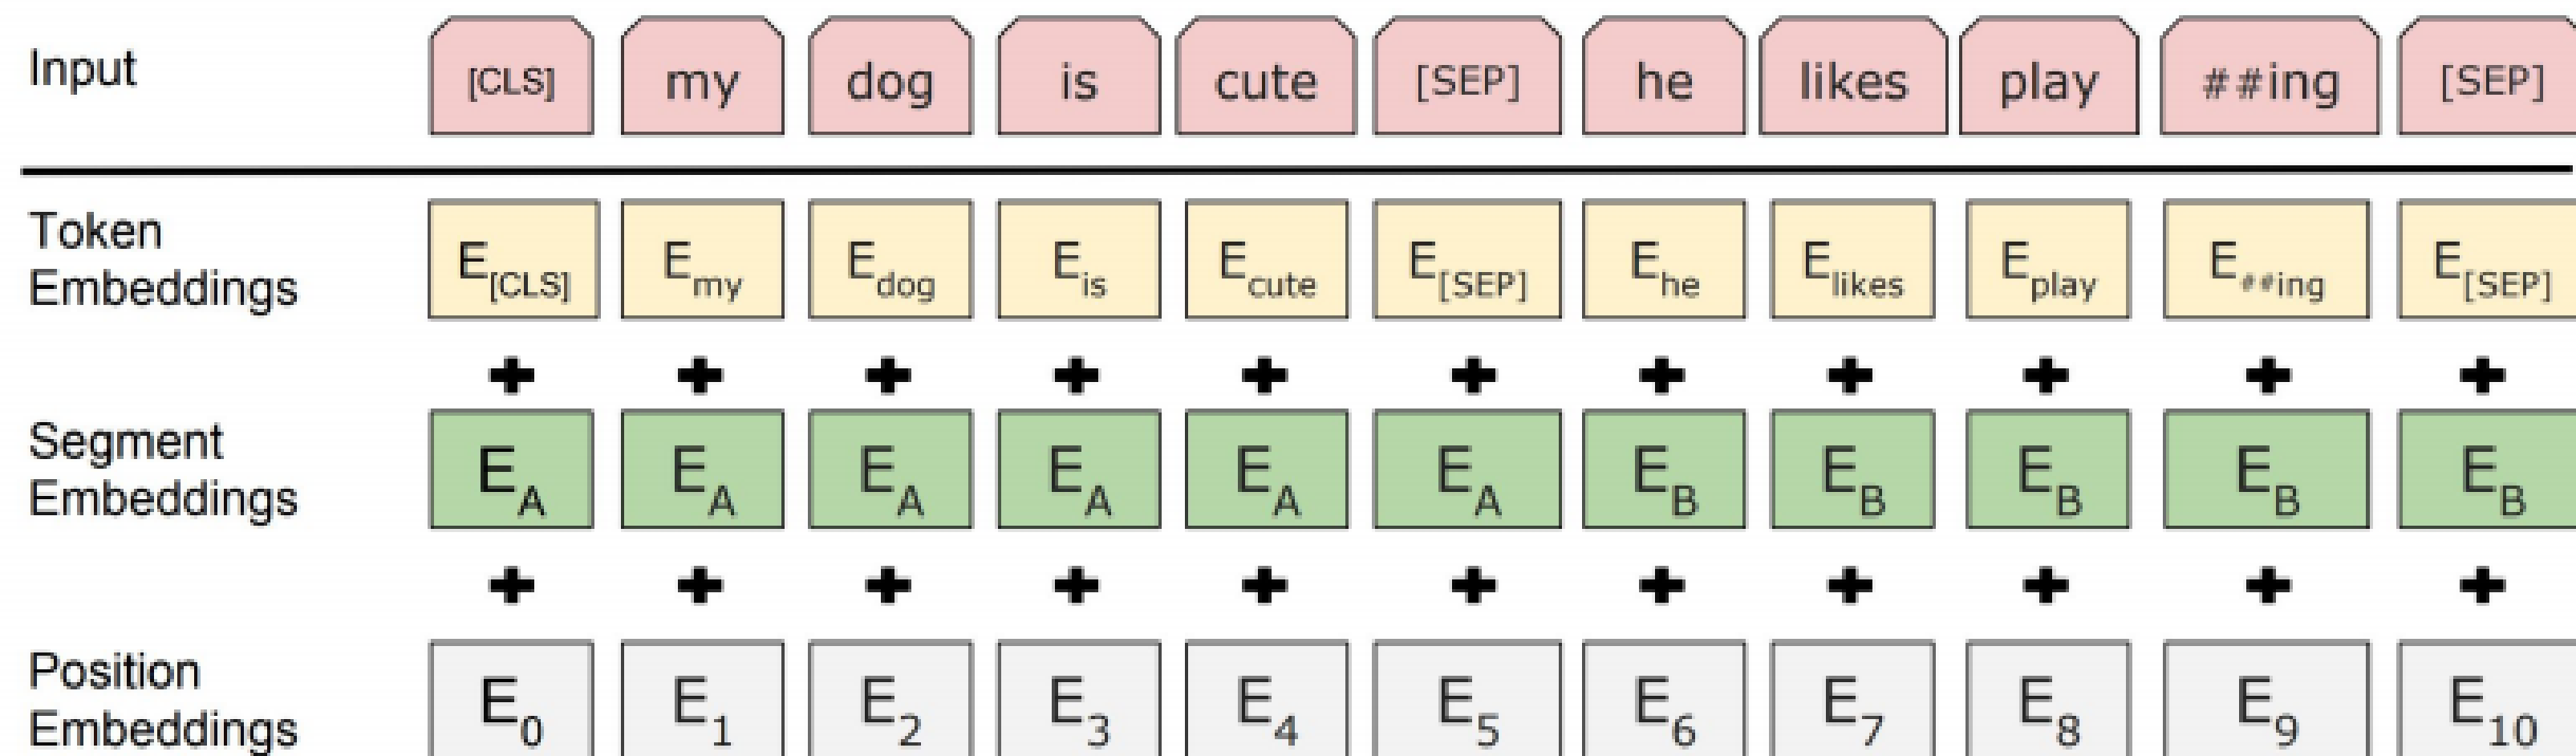 Input [CLS] my dog is cute [SEP] he likes play ##ing [SEP]
Token
Embeddings E[CLS] Emy Edog Eis Ecute E[SEP] Ehe Elikes Eplay E##ing E[SEP]
+ + + + + + + + + + +
Segment
Embeddings EA EA EA EA EA EA EB EB EB EB EB
+ + + + + + + + + + +
Position
Embeddings E0 E1 E2 E3 E4 E5 E6 E7 E8 E9 E10